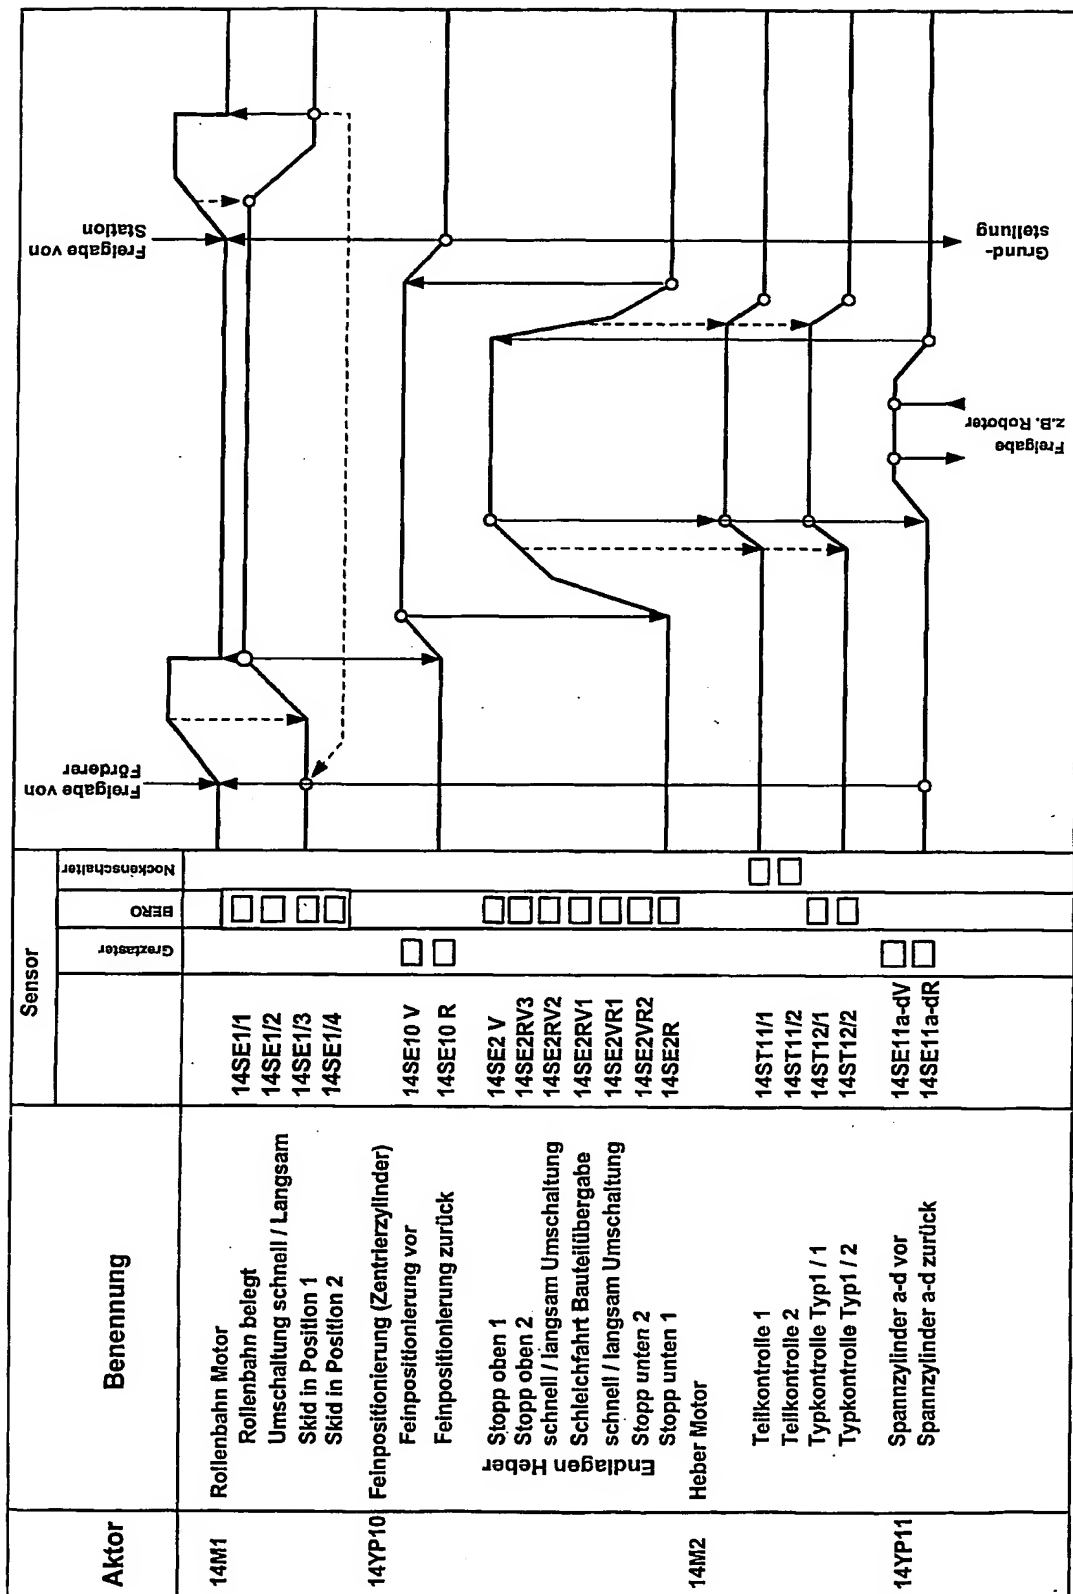 Aktor
Benennung
Sensor
Greztaster
BERO
Nockenschalter
14M1
Rollenbahn Motor
Rollenbahn belegt
14SE1/1
Umschaltung schnell / Langsam
14SE1/2
Skid in Position 1
14SE1/3
Skid in Position 2
14SE1/4
14YP10
Feinpositionierung (Zentrierzylinder)
Feinpositionierung vor
14SE10 V
Feinpositionierung zurück
14SE10 R
Endlagen Heber
Stopp oben 1
14SE2 V
Stopp oben 2
14SE2RV3
schnell / langsam Umschaltung
14SE2RV2
Schleichfahrt Bauteilübergabe
14SE2RV1
schnell / langsam Umschaltung
14SE2VR1
Stopp unten 2
14SE2VR2
Stopp unten 1
14SE2R
14M2
Heber Motor
Teilkontrolle 1
14ST11/1
Teilkontrolle 2
14ST11/2
Typkontrolle Typ1 / 1
14ST12/1
Typkontrolle Typ1 / 2
14ST12/2
14YP11
Spannzylinder a-d vor
14SE11a-dV
Spannzylinder a-d zurück
14SE11a-dR
Freigabe von
Förderer
Freigabe von
Station
Freigabe
z.B. Roboter
Grund-
stellung